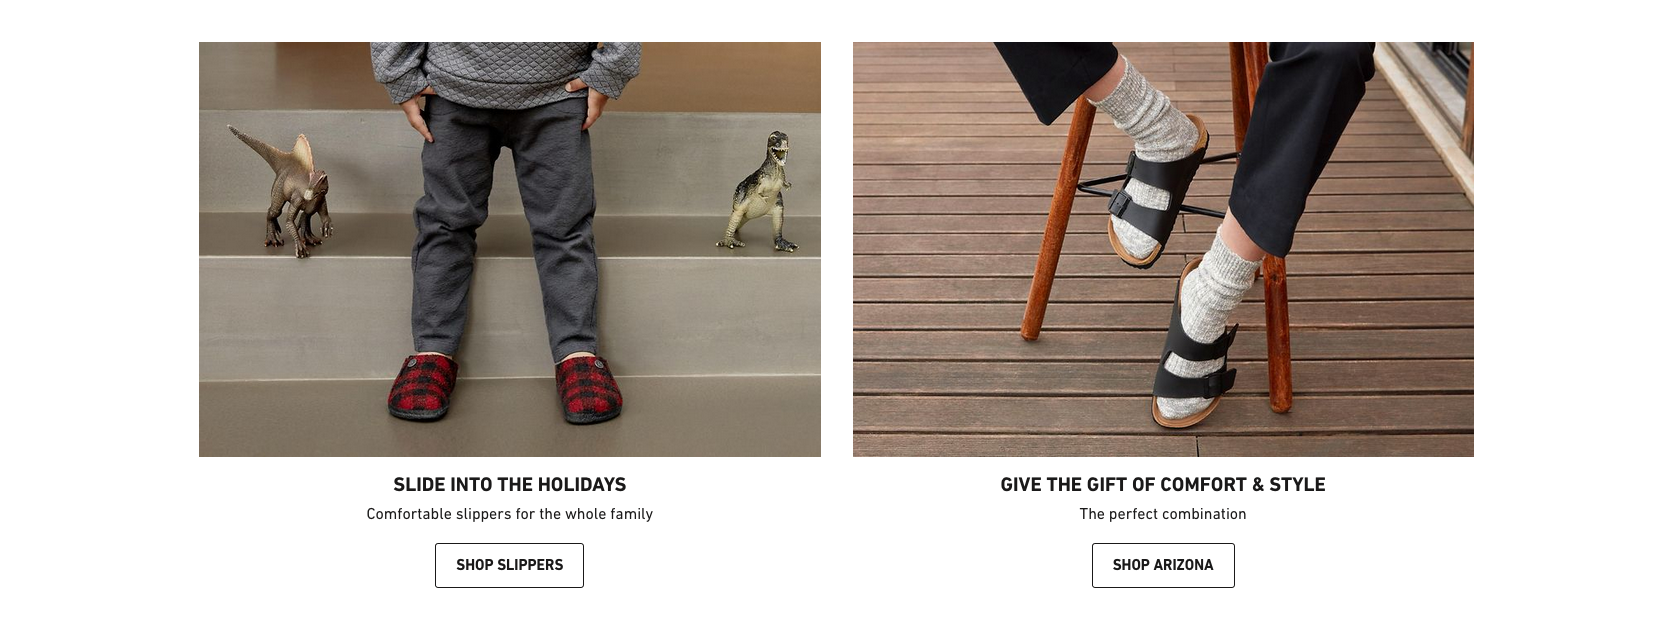 SLIDE INTO THE HOLIDAYS
Comfortable slippers for the whole family
SHOP SLIPPERS
GIVE THE GIFT OF COMFORT & STYLE
The perfect combination
SHOP ARIZONA